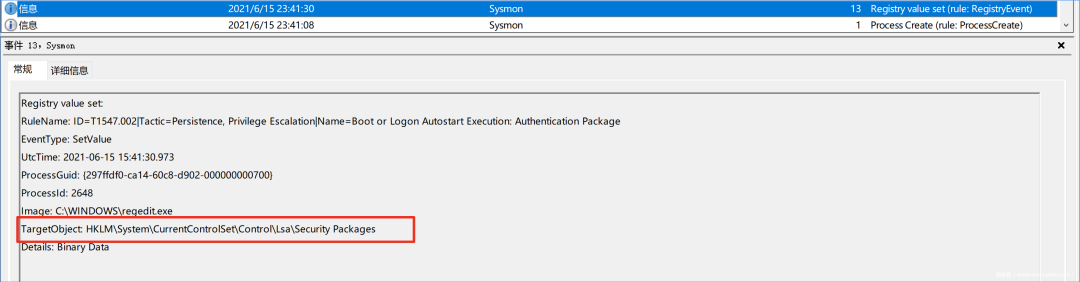 信息 2021/6/15 23:41:30 Sysmon 13 Registry value set (rule: RegistryEvent)
信息 2021/6/15 23:41:08 Sysmon 1 Process Create (rule: ProcessCreate)
事件 13，Sysmon
常规 详细信息
Registry value set:
RuleName: ID=T1547.002|Tactic=Persistence, Privilege Escalation|Name=Boot or Logon Autostart Execution: Authentication Package
EventType: SetValue
UtcTime: 2021-06-15 15:41:30.973
ProcessGuid: {297ffdf0-ca14-60c8-d902-000000000700}
ProcessId: 2648
Image: C:\WINDOWS\regedit.exe
TargetObject: HKLM\System\CurrentControlSet\Control\Lsa\Security Packages
Details: Binary Data